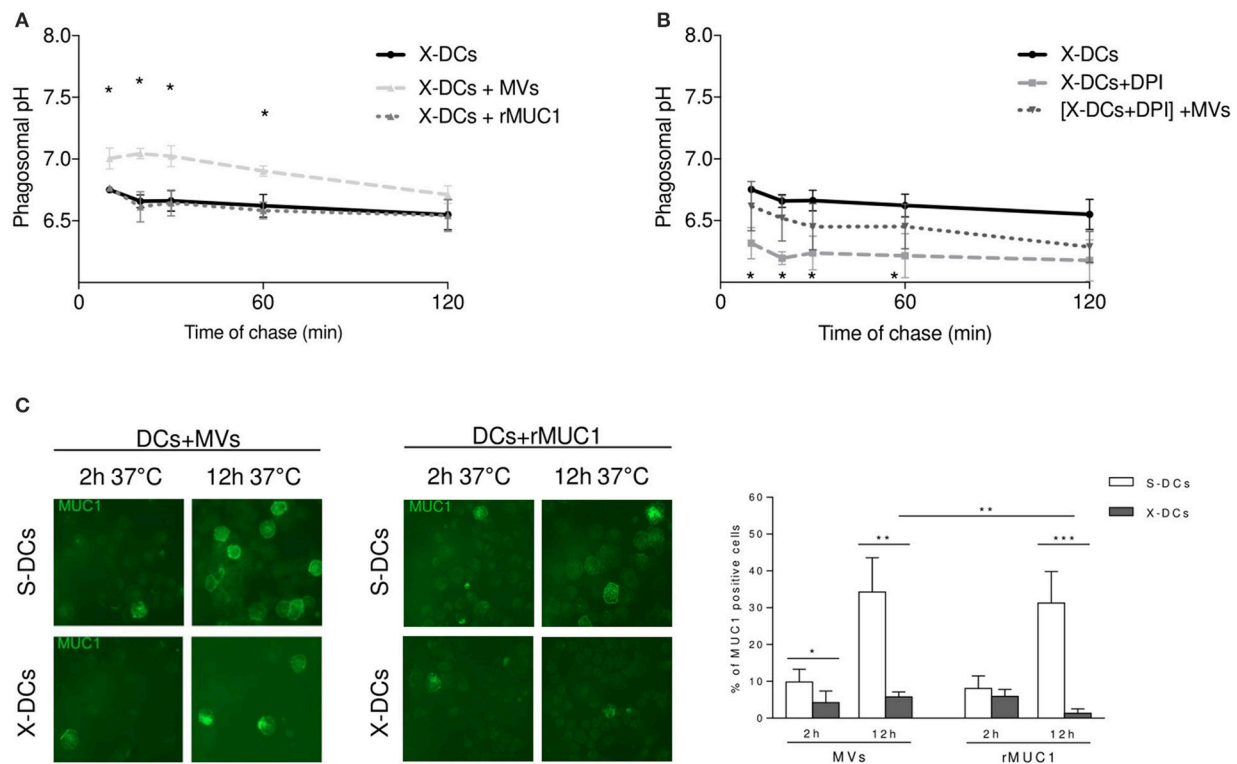 A
8.0
7.5
7.0
6.5
Phagosomal pH
0
60
120
Time of chase (min)
* * * *
X-DCs
X-DCs + MVs
X-DCs + rMUC1
B
8.0
7.5
7.0
6.5
Phagosomal pH
0
60
120
Time of chase (min)
* * * *
X-DCs
X-DCs+DPI
[X-DCs+DPI] +MVs
C
DCs+MVs
2h 37°C
12h 37°C
S-DCs
MUC1
X-DCs
MUC1
DCs+rMUC1
2h 37°C
12h 37°C
S-DCs
MUC1
X-DCs
S-DCs
X-DCs
% of MUC1 positive cells
60
50
40
30
20
10
0
*
**
**
***
2h
12h
2h
12h
MVs
rMUC1